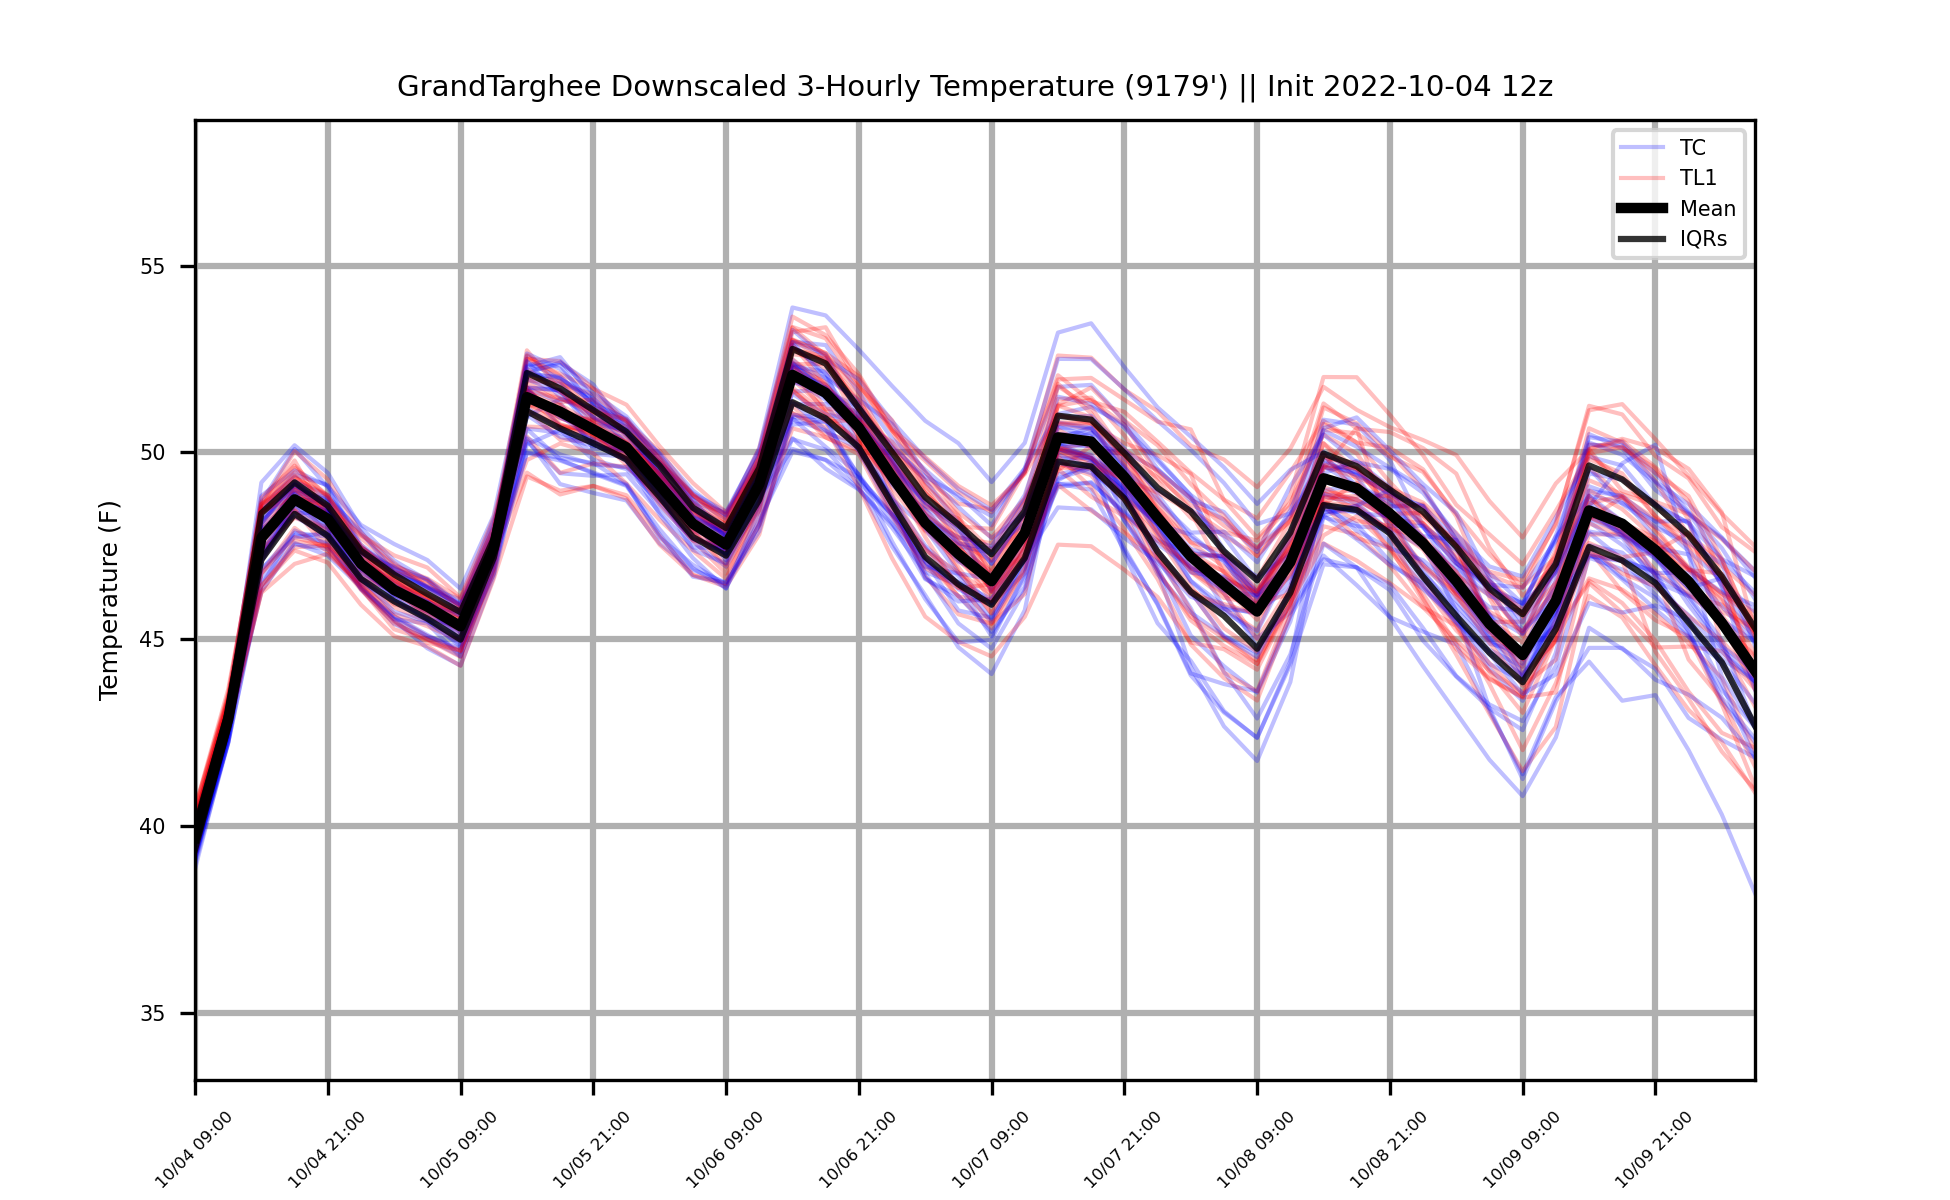 GrandTarghee Downscaled 3-Hourly Temperature (9179') || Init 2022-10-04 12z
TC
TL1
Mean
IQRs
Temperature (F)
55
50
45
40
35
10/04 09:00
10/04 21:00
10/05 09:00
10/05 21:00
10/06 09:00
10/06 21:00
10/07 09:00
10/07 21:00
10/08 09:00
10/08 21:00
10/09 09:00
10/09 21:00